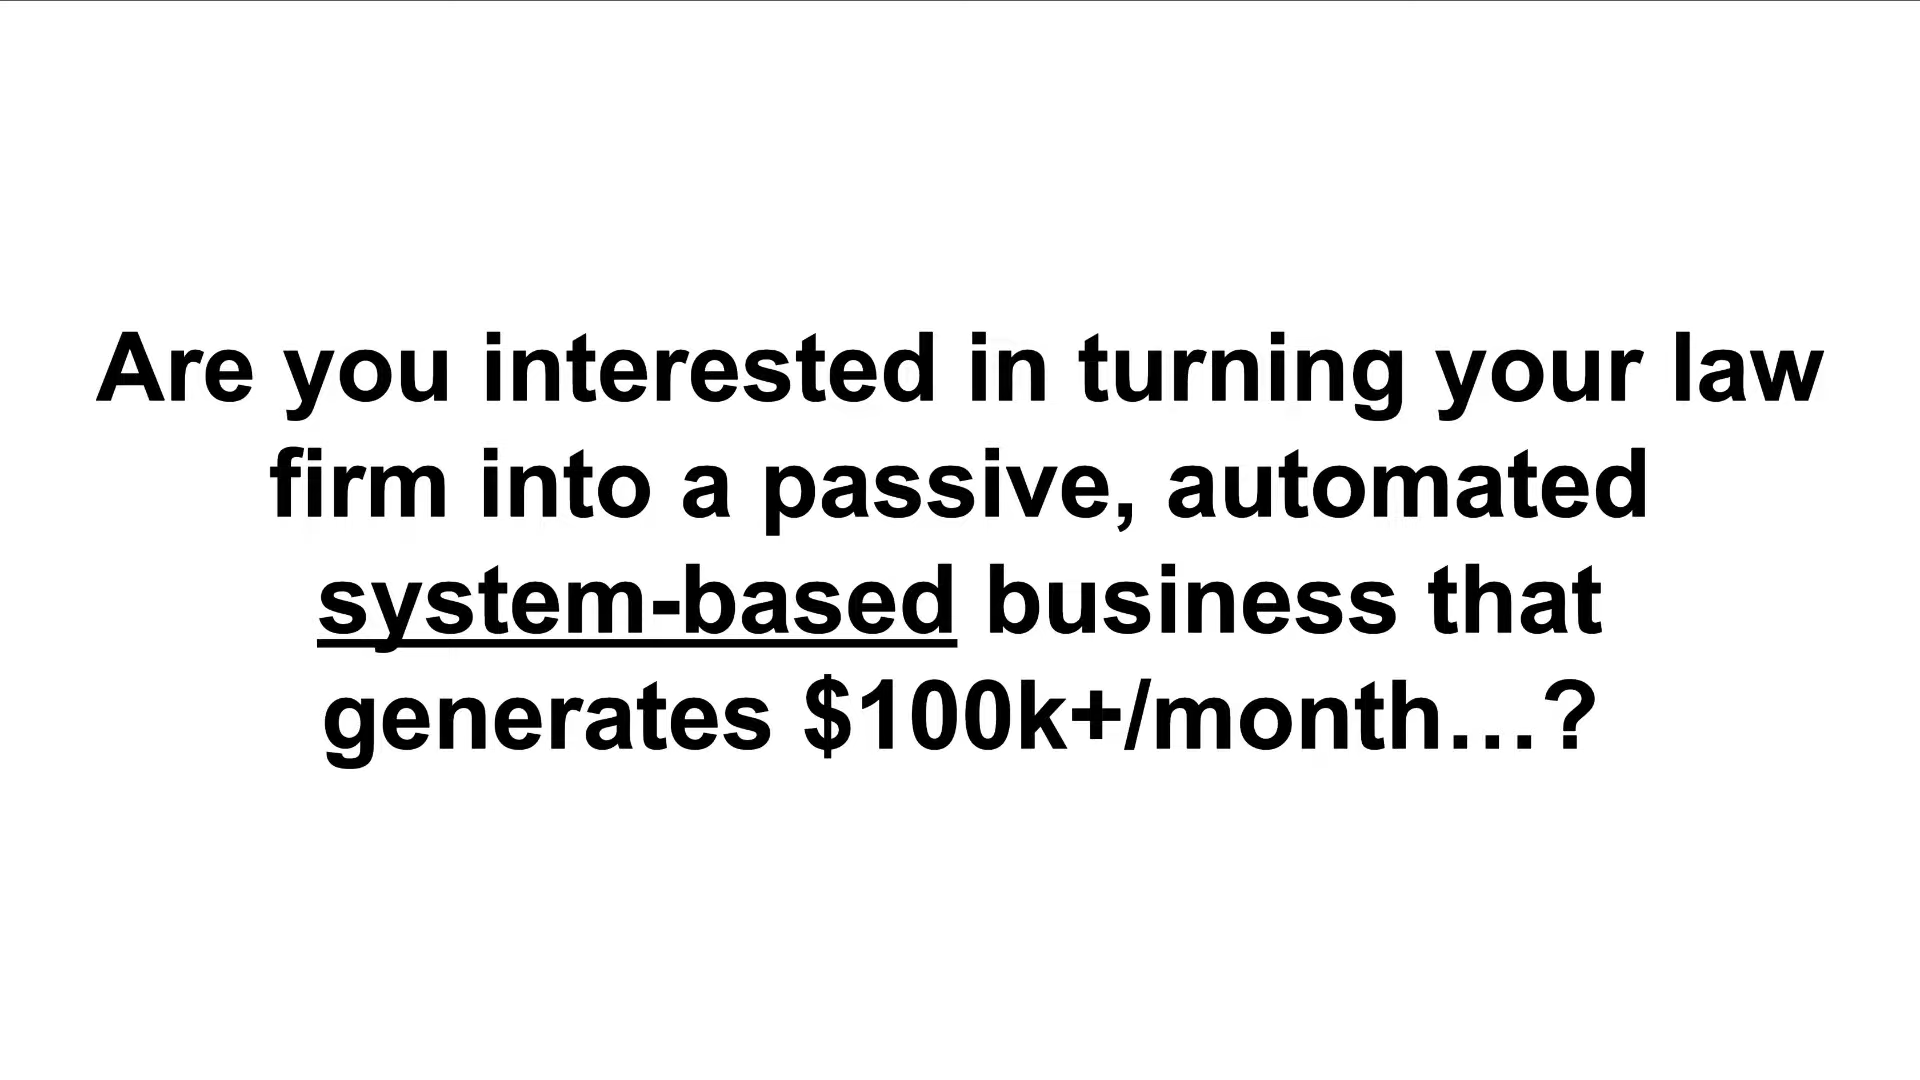 Are you interested in turning your law
firm into a passive, automated
system-based business that
generates $100k+/month…?